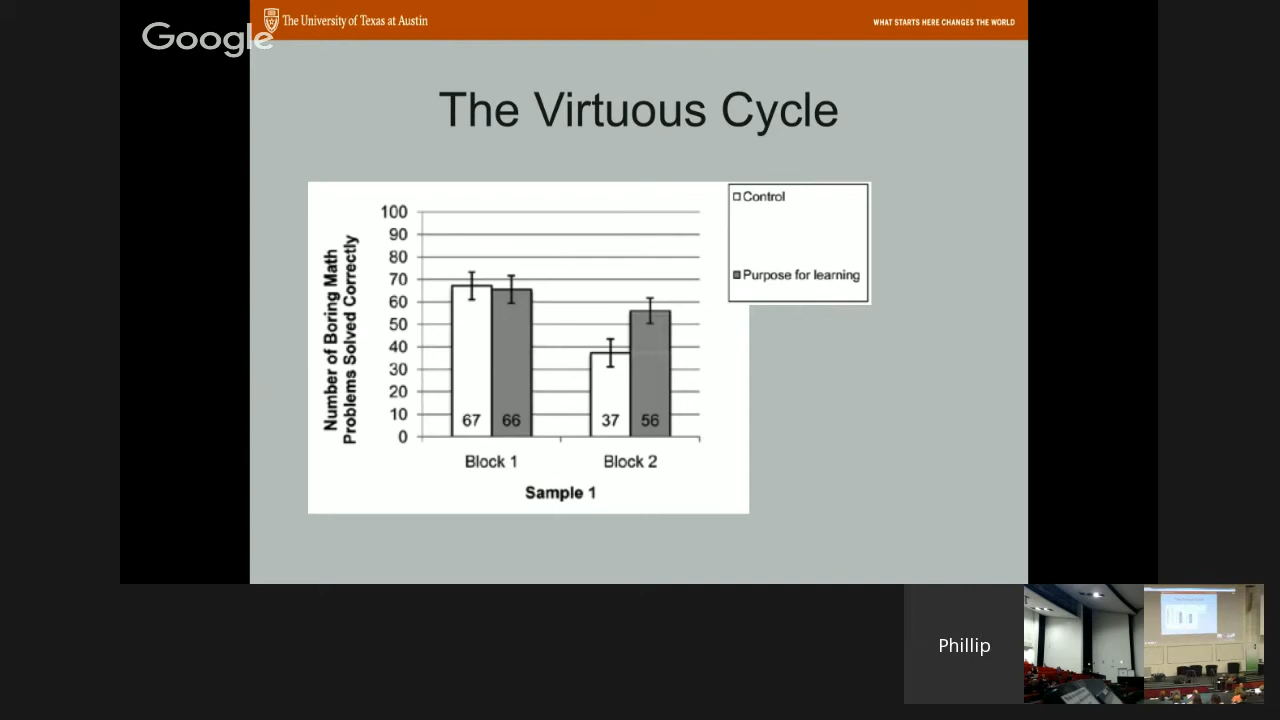 Google
The University of Texas at Austin
WHAT STARTS HERE CHANGES THE WORLD
The Virtuous Cycle
Number of Boring Math
Problems Solved Correctly
100
90
80
70
60
50
40
30
20
10
0
67
66
37
56
Block 1
Block 2
Sample 1
Control
Purpose for learning
Phillip